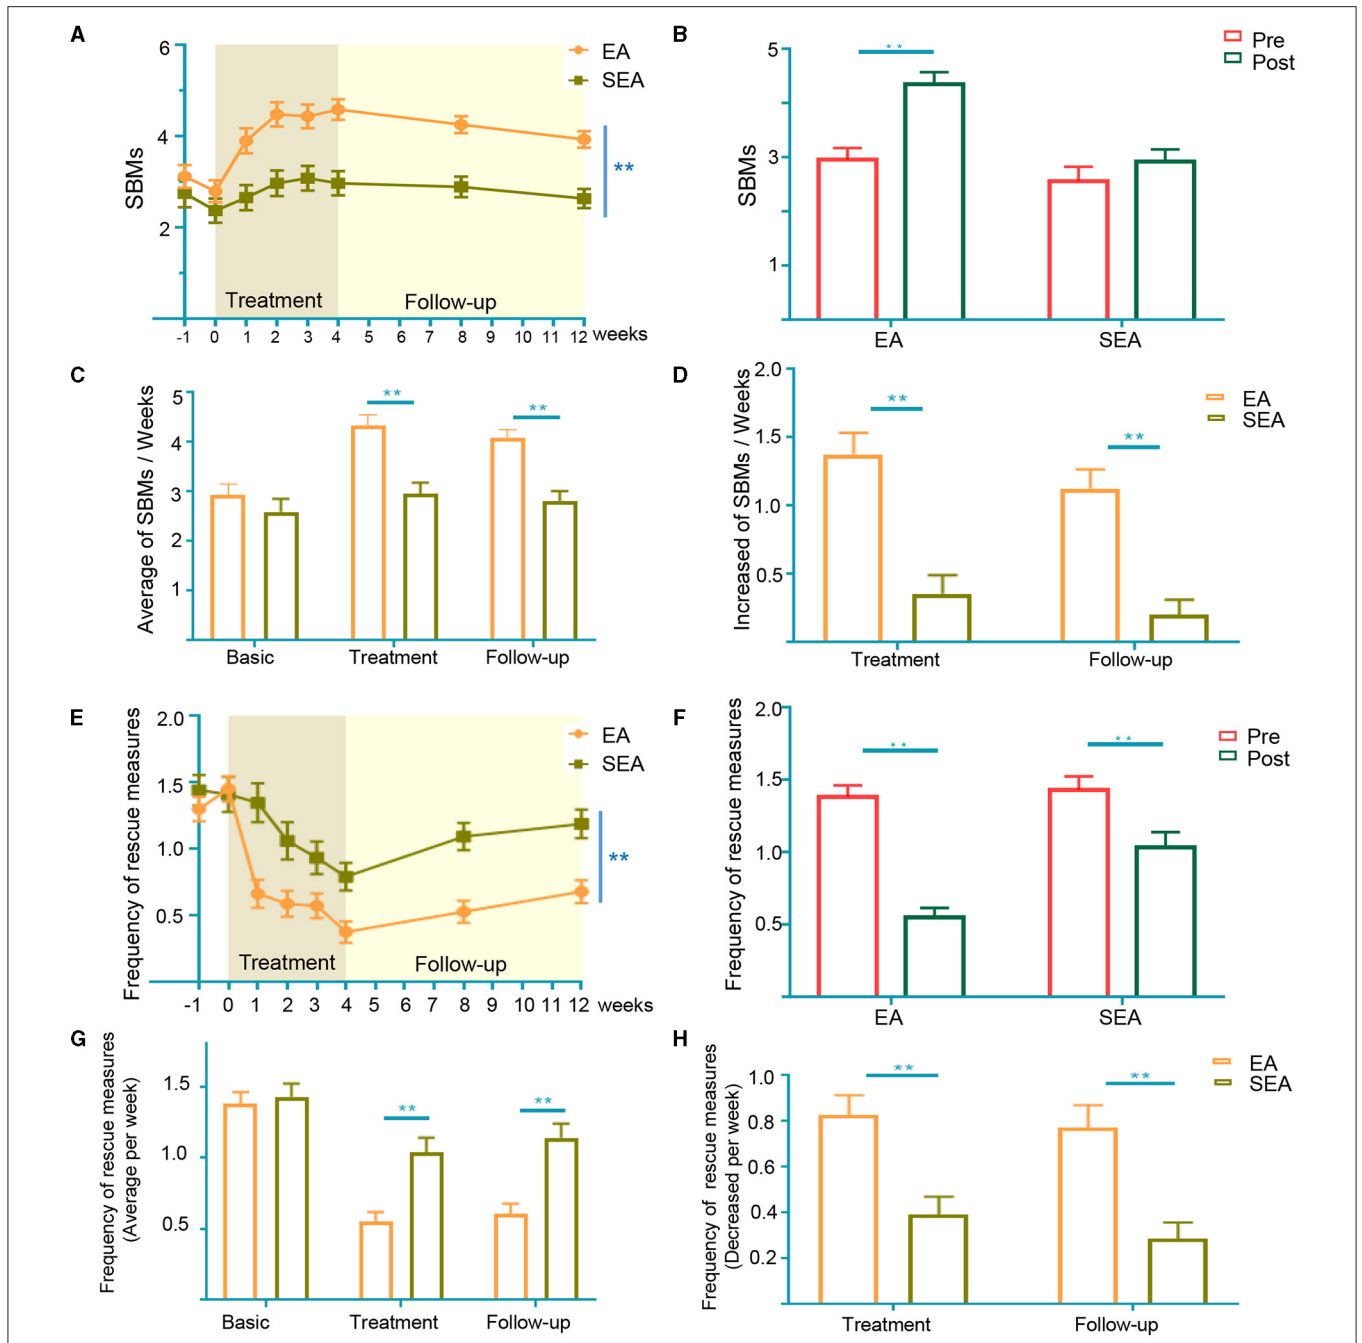 A
6
4
2
SBMs
EA
SEA
**
Treatment
Follow-up
-1 0 1 2 3 4 5 6 7 8 9 10 11 12 weeks
B
5
3
1
SBMs
**
Pre
Post
EA SEA
C
5
4
3
2
1
Average of SBMs / Weeks
** **
Basic Treatment Follow-up
D
2.0
1.5
1.0
0.5
Increased of SBMs / Weeks
** **
EA
SEA
Treatment Follow-up
E
2.0
1.5
1.0
0.5
Frequency of rescue measures
EA
SEA
**
Treatment Follow-up
-1 0 1 2 3 4 5 6 7 8 9 10 11 12 weeks
F
2.0
1.5
1.0
0.5
Frequency of rescue measures
** **
Pre
Post
EA SEA
G
1.5
1.0
0.5
Frequency of rescue measures
(Average per week)
** **
Basic Treatment Follow-up
H
1.0
0.8
0.6
0.4
0.2
Frequency of rescue measures
(Decreased per week)
** **
EA
SEA
Treatment Follow-up